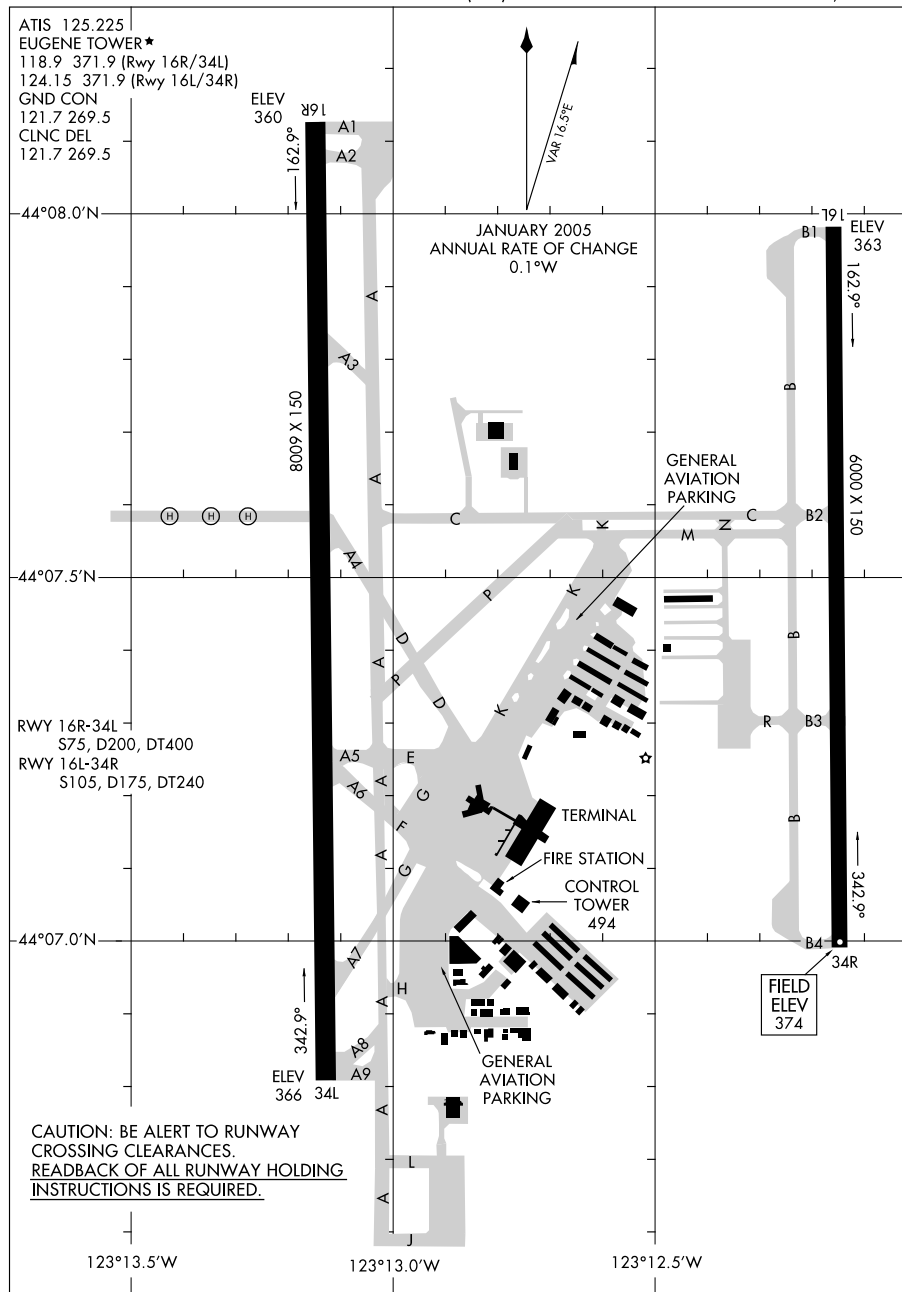 ATIS 125.225
EUGENE TOWER★
118.9 371.9 (Rwy 16R/34L)
124.15 371.9 (Rwy 16L/34R)
GND CON
121.7 269.5
CLNC DEL
121.7 269.5
ELEV
360
16R
A1
A2
162.9°
VAR 16.5°E
44°08.0'N
JANUARY 2005
ANNUAL RATE OF CHANGE
0.1°W
16L
B1
ELEV
363
162.9°
A
A3
B
8009 X 150
6000 X 150
A
GENERAL
AVIATION
PARKING
H
H
H
C
K
N
C
B2
M
44°07.5'N
A4
P
K
D
B
A
P
D
K
RWY 16R-34L
S75, D200, DT400
RWY 16L-34R
S105, D175, DT240
R
B3
A5
E
A
A6
G
F
TERMINAL
B
A
G
FIRE STATION
CONTROL
TOWER
494
342.9°
44°07.0'N
B4
34R
A7
H
A
FIELD
ELEV
374
342.9°
A8
A9
ELEV
366
34L
GENERAL
AVIATION
PARKING
A
CAUTION: BE ALERT TO RUNWAY
CROSSING CLEARANCES.
READBACK OF ALL RUNWAY HOLDING
INSTRUCTIONS IS REQUIRED.
L
A
J
123°13.5'W
123°13.0'W
123°12.5'W